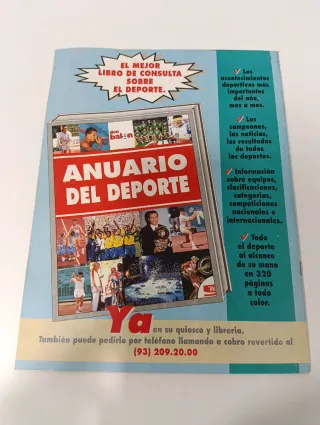 EL MEJOR
LIBRO DE CONSULTA
SOBRE
EL DEPORTE.
don
balón
ANUARIO
DEL DEPORTE
Los
acontecimientos
deportivos más
importantes
del año,
mes a mes.
Los
campeones,
las noticias,
los resultados
de todos
los deportes.
Información
sobre equipos,
clasificaciones,
categorías,
competiciones
nacionales e
internacionales.
Todo
el deporte
al alcance
de su mano
en 320
páginas
a todo
color.
Ya en su quiosco y librería.
También puede pedirlo por teléfono llamando a cobro revertido al
(93) 209.20.00